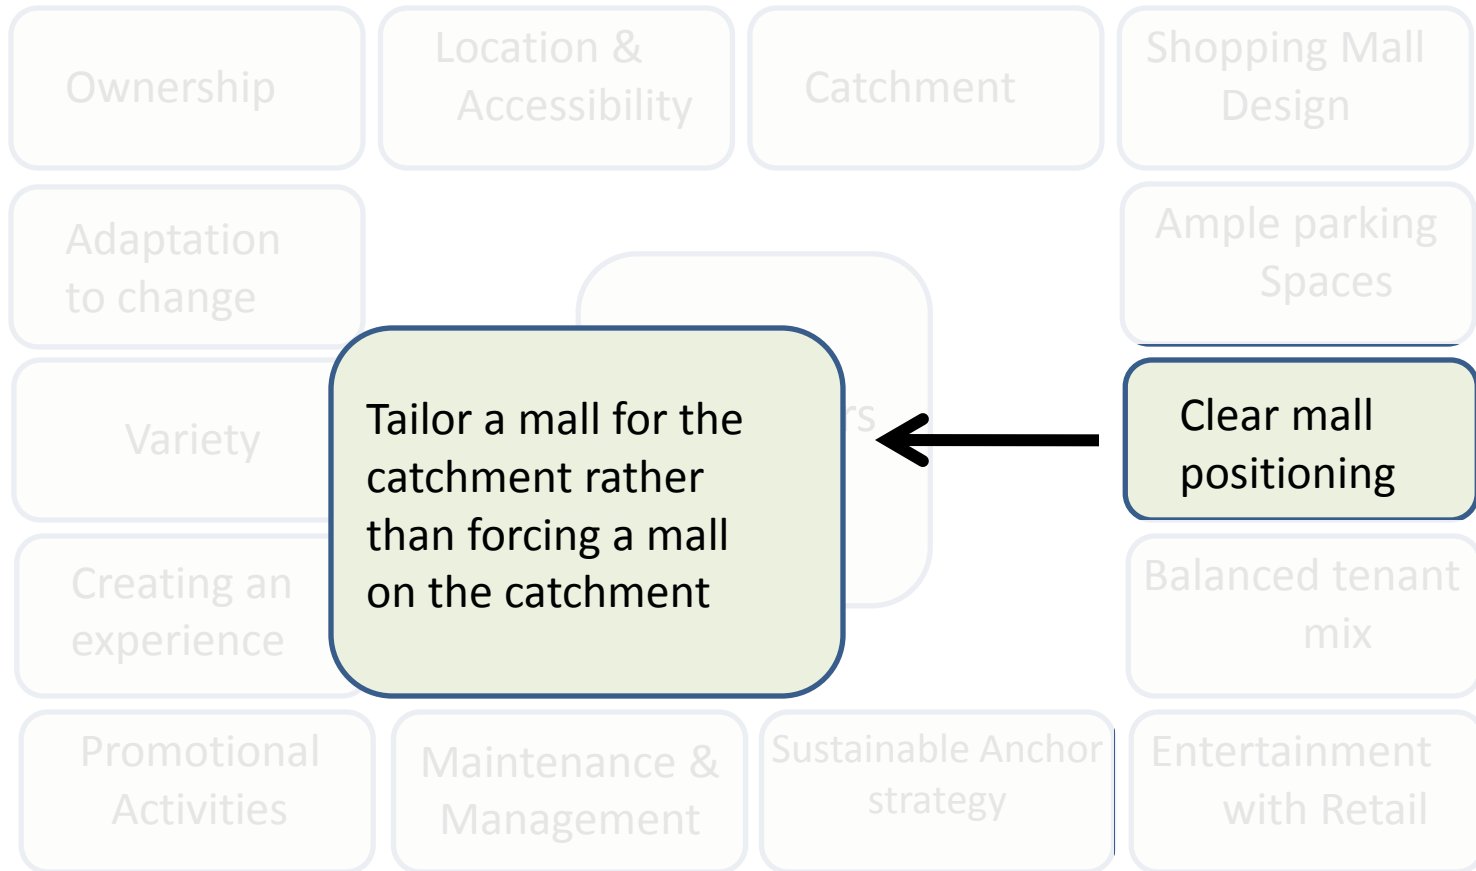 Ownership
Location &
Accessibility
Catchment
Shopping Mall
Design
Adaptation
to change
Ample parking
Spaces
Variety
Tailor a mall for the
catchment rather
than forcing a mall
on the catchment
Clear mall
positioning
Creating an
experience
Balanced tenant
mix
Promotional
Activities
Maintenance &
Management
Sustainable Anchor
strategy
Entertainment
with Retail